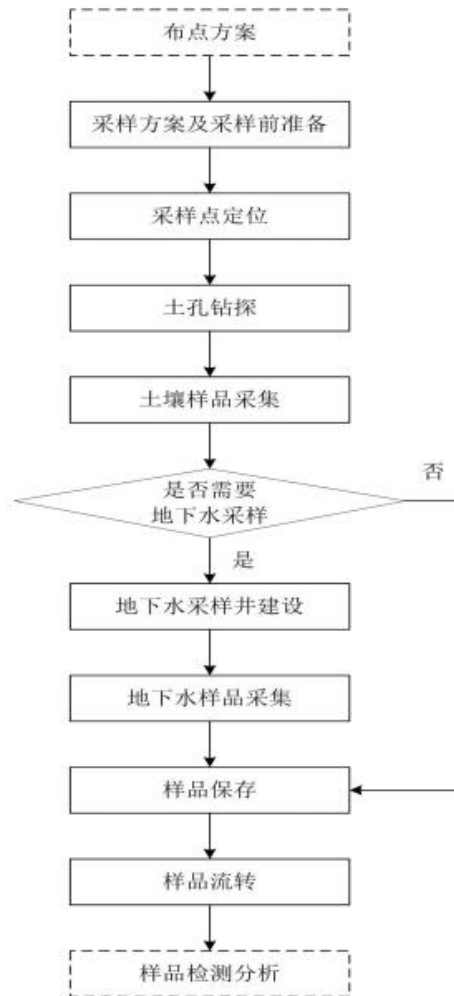 布点方案
采样方案及采样前准备
采样点定位
土孔钻探
土壤样品采集
是否需要
地下水采样
否
是
地下水采样井建设
地下水样品采集
样品保存
样品流转
样品检测分析